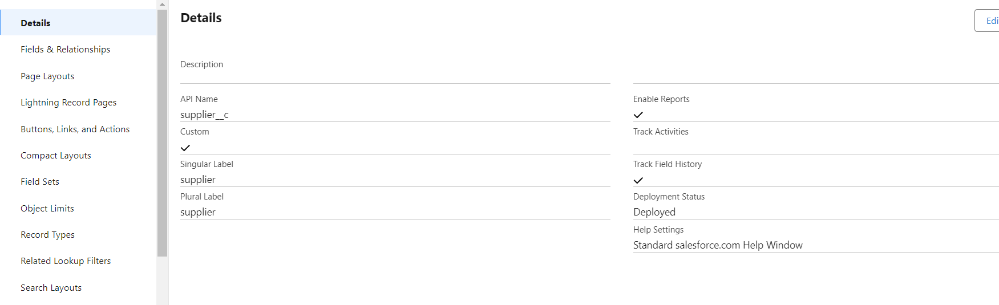 Details
Fields & Relationships
Page Layouts
Lightning Record Pages
Buttons, Links, and Actions
Compact Layouts
Field Sets
Object Limits
Record Types
Related Lookup Filters
Search Layouts
Details
Edi
Description
API Name
supplier__c
Custom
Singular Label
supplier
Plural Label
supplier
Enable Reports
Track Activities
Track Field History
Deployment Status
Deployed
Help Settings
Standard salesforce.com Help Window